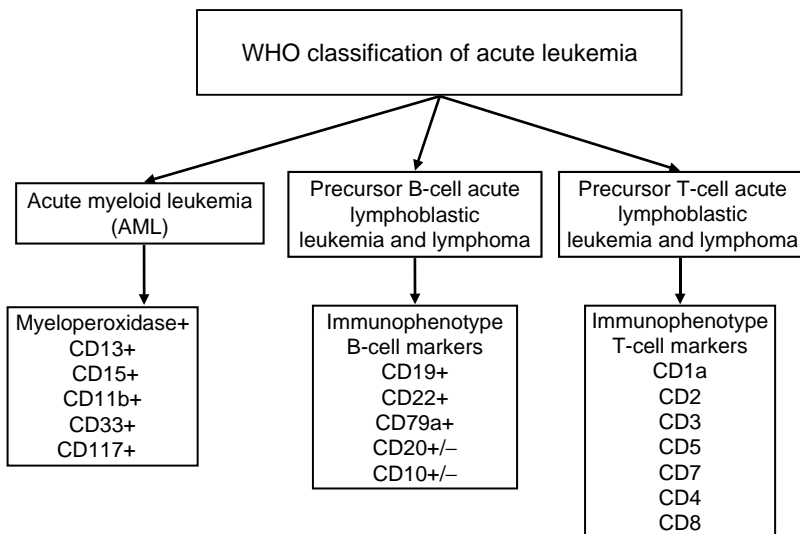 WHO classification of acute leukemia
Acute myeloid leukemia
(AML)
Precursor B-cell acute
lymphoblastic
leukemia and lymphoma
Precursor T-cell acute
lymphoblastic
leukemia and lymphoma
Myeloperoxidase+
CD13+
CD15+
CD11b+
CD33+
CD117+
Immunophenotype
B-cell markers
CD19+
CD22+
CD79a+
CD20+/−
CD10+/−
Immunophenotype
T-cell markers
CD1a
CD2
CD3
CD5
CD7
CD4
CD8